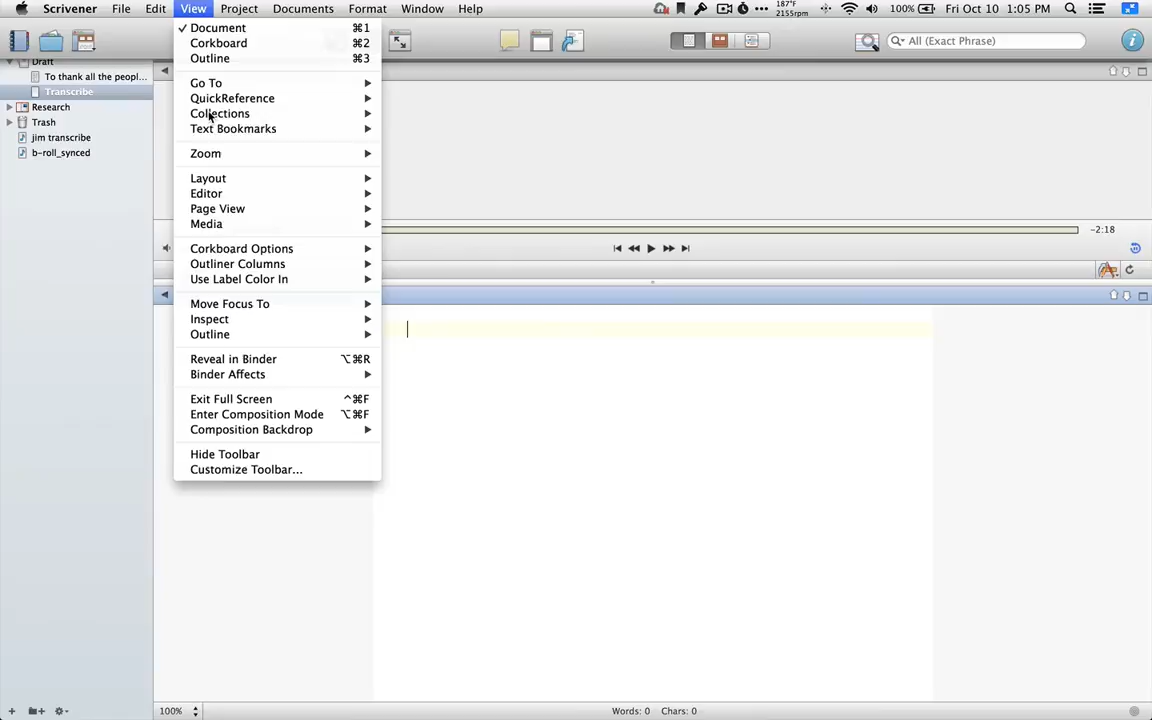 Scrivener File Edit View Project Documents Format Window Help 187°F 2155rpm 100% Fri Oct 10 1:05 PM
All (Exact Phrase)
Draft
To thank all the peopl...
Transcribe
Research
Trash
jim transcribe
b-roll_synced
✓ Document ⌘1
Corkboard ⌘2
Outline ⌘3
Go To
QuickReference
Collections
Text Bookmarks
Zoom
Layout
Editor
Page View
Media
Corkboard Options
Outliner Columns
Use Label Color In
Move Focus To
Inspect
Outline
Reveal in Binder ⌥⌘R
Binder Affects
Exit Full Screen ^⌘F
Enter Composition Mode ⌥⌘F
Composition Backdrop
Hide Toolbar
Customize Toolbar...
-2:18
100%
Words: 0 Chars: 0